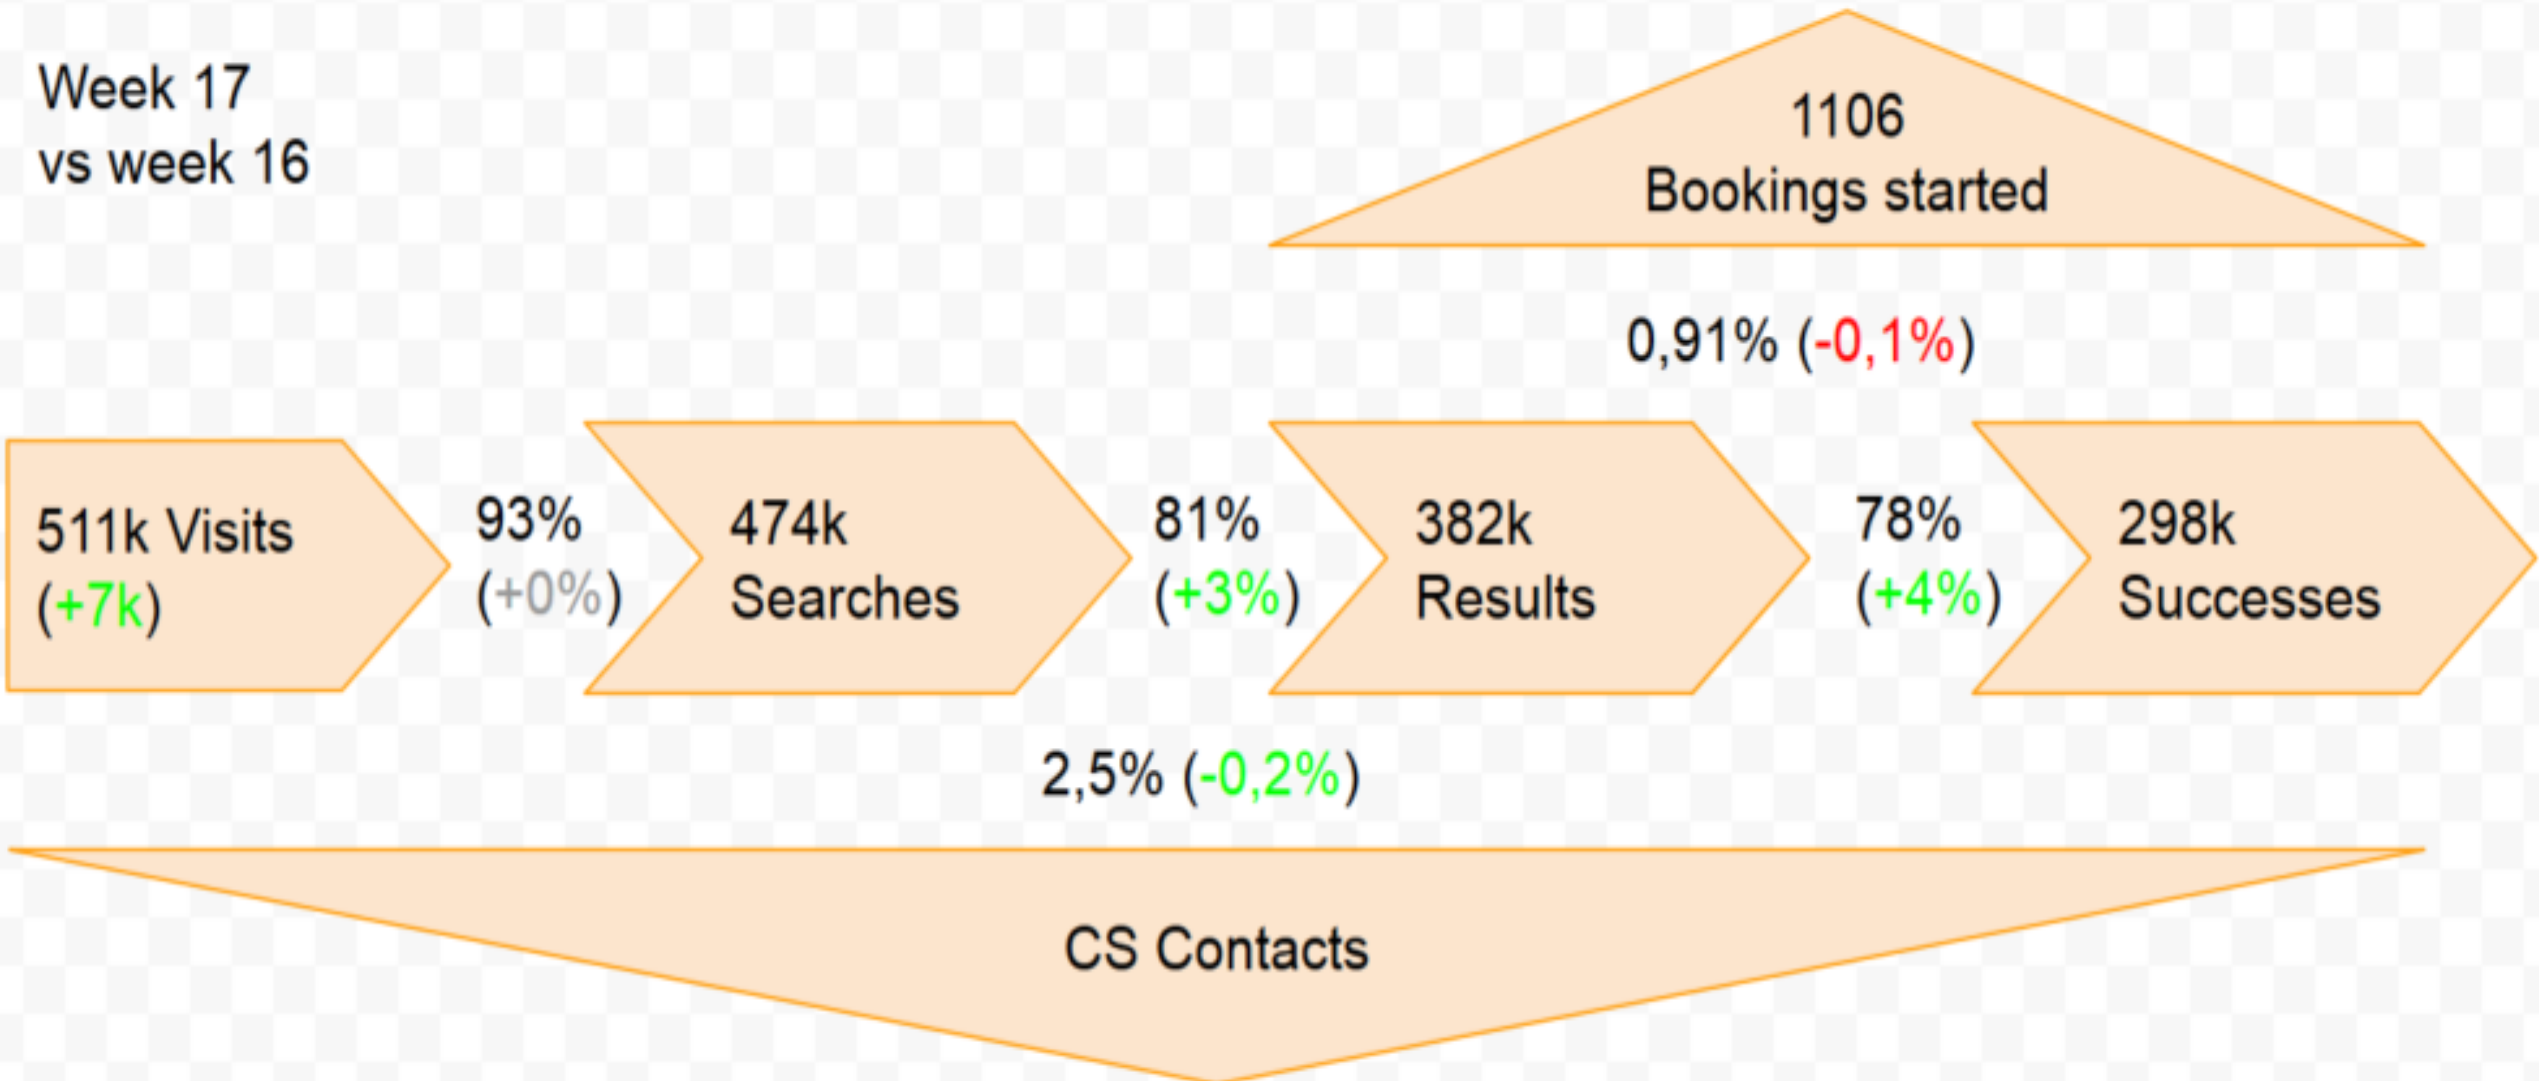 Week 17
vs week 16
1106
Bookings started
0,91% (-0,1%)
511k Visits
(+7k)
93%
(+0%)
474k
Searches
81%
(+3%)
382k
Results
78%
(+4%)
298k
Successes
2,5% (-0,2%)
CS Contacts